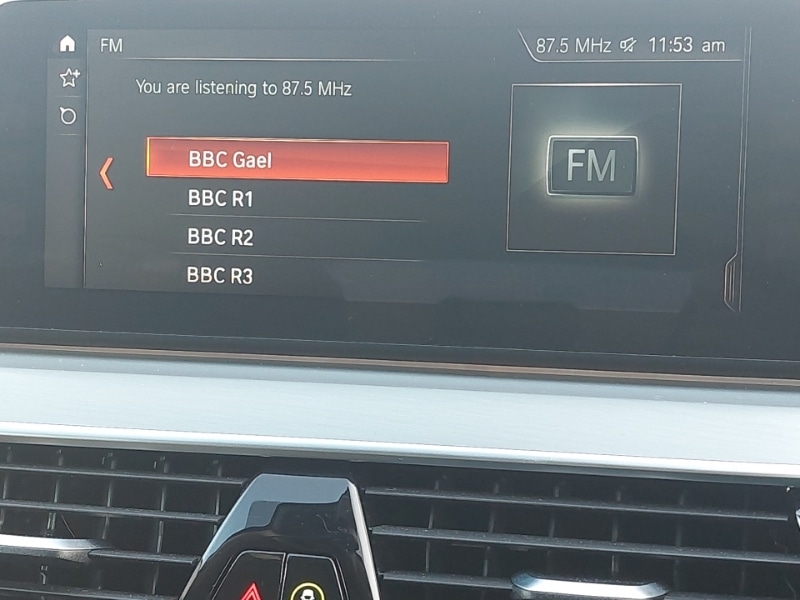 FM
87.5 MHz 11:53 am
You are listening to 87.5 MHz
BBC Gael
FM
BBC R1
BBC R2
BBC R3